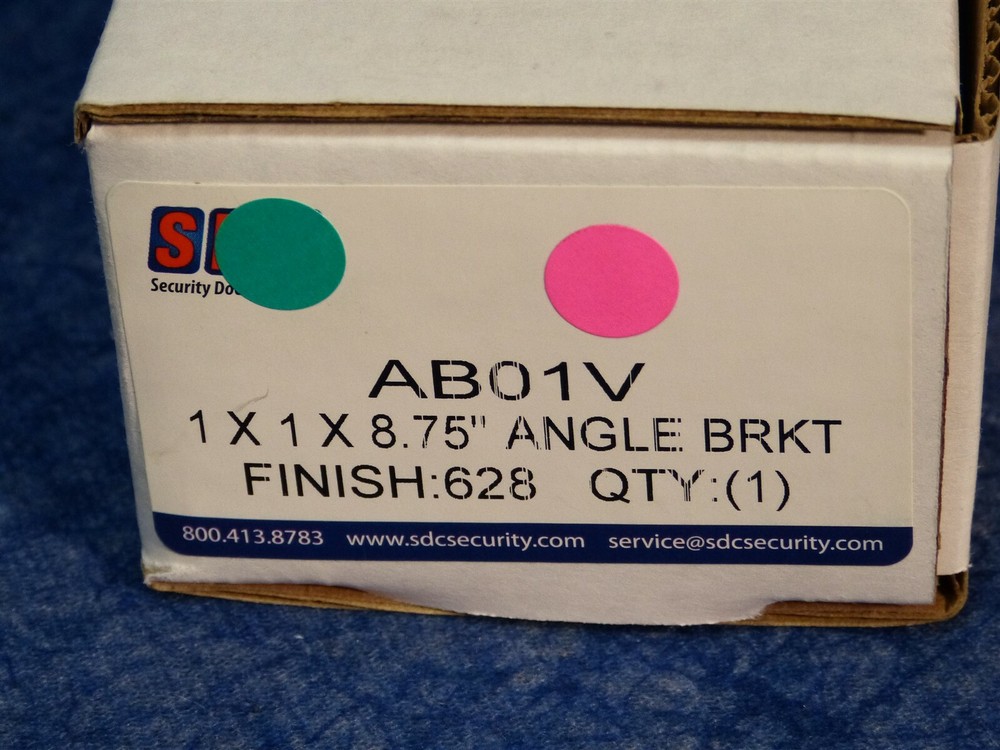 S
Security
AB01V
1 X 1 X 8.75" ANGLE BRKT
FINISH:628 QTY:(1)
800.413.8783 www.sdcsecurity.com service@sdcsecurity.com